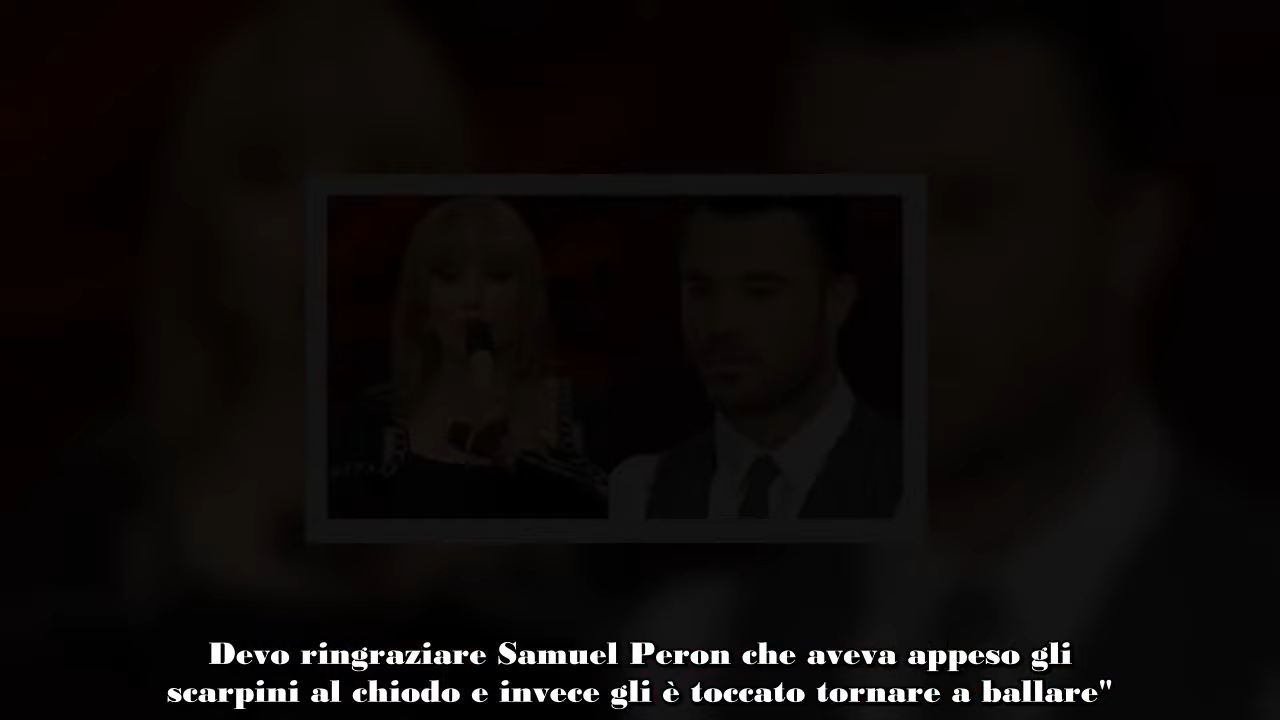 Devo ringraziare Samuel Peron che aveva appeso gli
scarpini al chiodo e invece gli è toccato tornare a ballare"